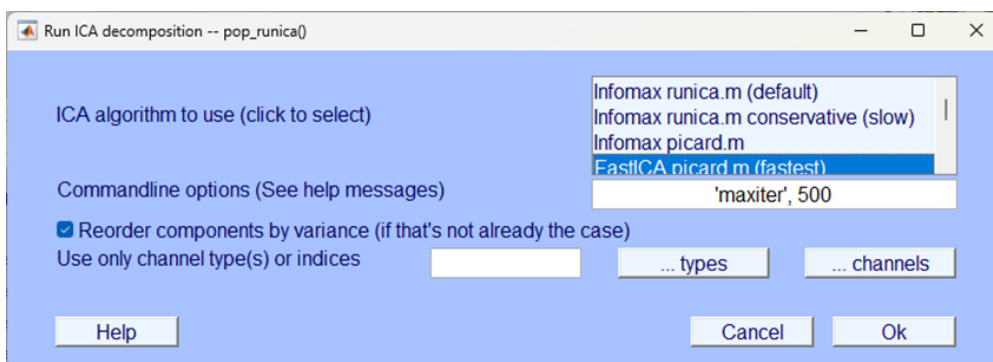 Run ICA decomposition -- pop_runica()
ICA algorithm to use (click to select)
Infomax runica.m (default)
Infomax runica.m conservative (slow)
Infomax picard.m
FastICA picard.m (fastest)
Commandline options (See help messages)
'maxiter', 500
Reorder components by variance (if that's not already the case)
Use only channel type(s) or indices
... types
... channels
Help
Cancel
Ok